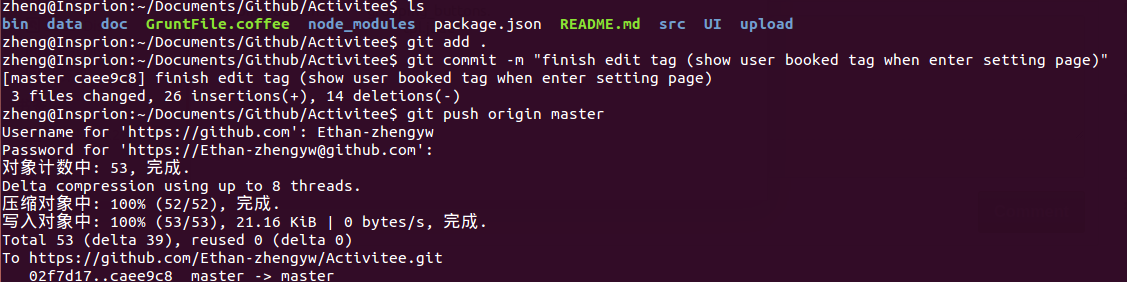 zheng@Insprion:~/Documents/Github/Activitee$ ls
bin  data  doc  GruntFile.coffee  node_modules  package.json  README.md  src  UI  upload
zheng@Insprion:~/Documents/Github/Activitee$ git add .
zheng@Insprion:~/Documents/Github/Activitee$ git commit -m "finish edit tag (show user booked tag when enter setting page)"
[master caee9c8] finish edit tag (show user booked tag when enter setting page)
 3 files changed, 26 insertions(+), 14 deletions(-)
zheng@Insprion:~/Documents/Github/Activitee$ git push origin master
Username for 'https://github.com': Ethan-zhengyw
Password for 'https://Ethan-zhengyw@github.com':
对象计数中: 53, 完成.
Delta compression using up to 8 threads.
压缩对象中: 100% (52/52), 完成.
写入对象中: 100% (53/53), 21.16 KiB | 0 bytes/s, 完成.
Total 53 (delta 39), reused 0 (delta 0)
To https://github.com/Ethan-zhengyw/Activitee.git
   02f7d17..caee9c8  master -> master